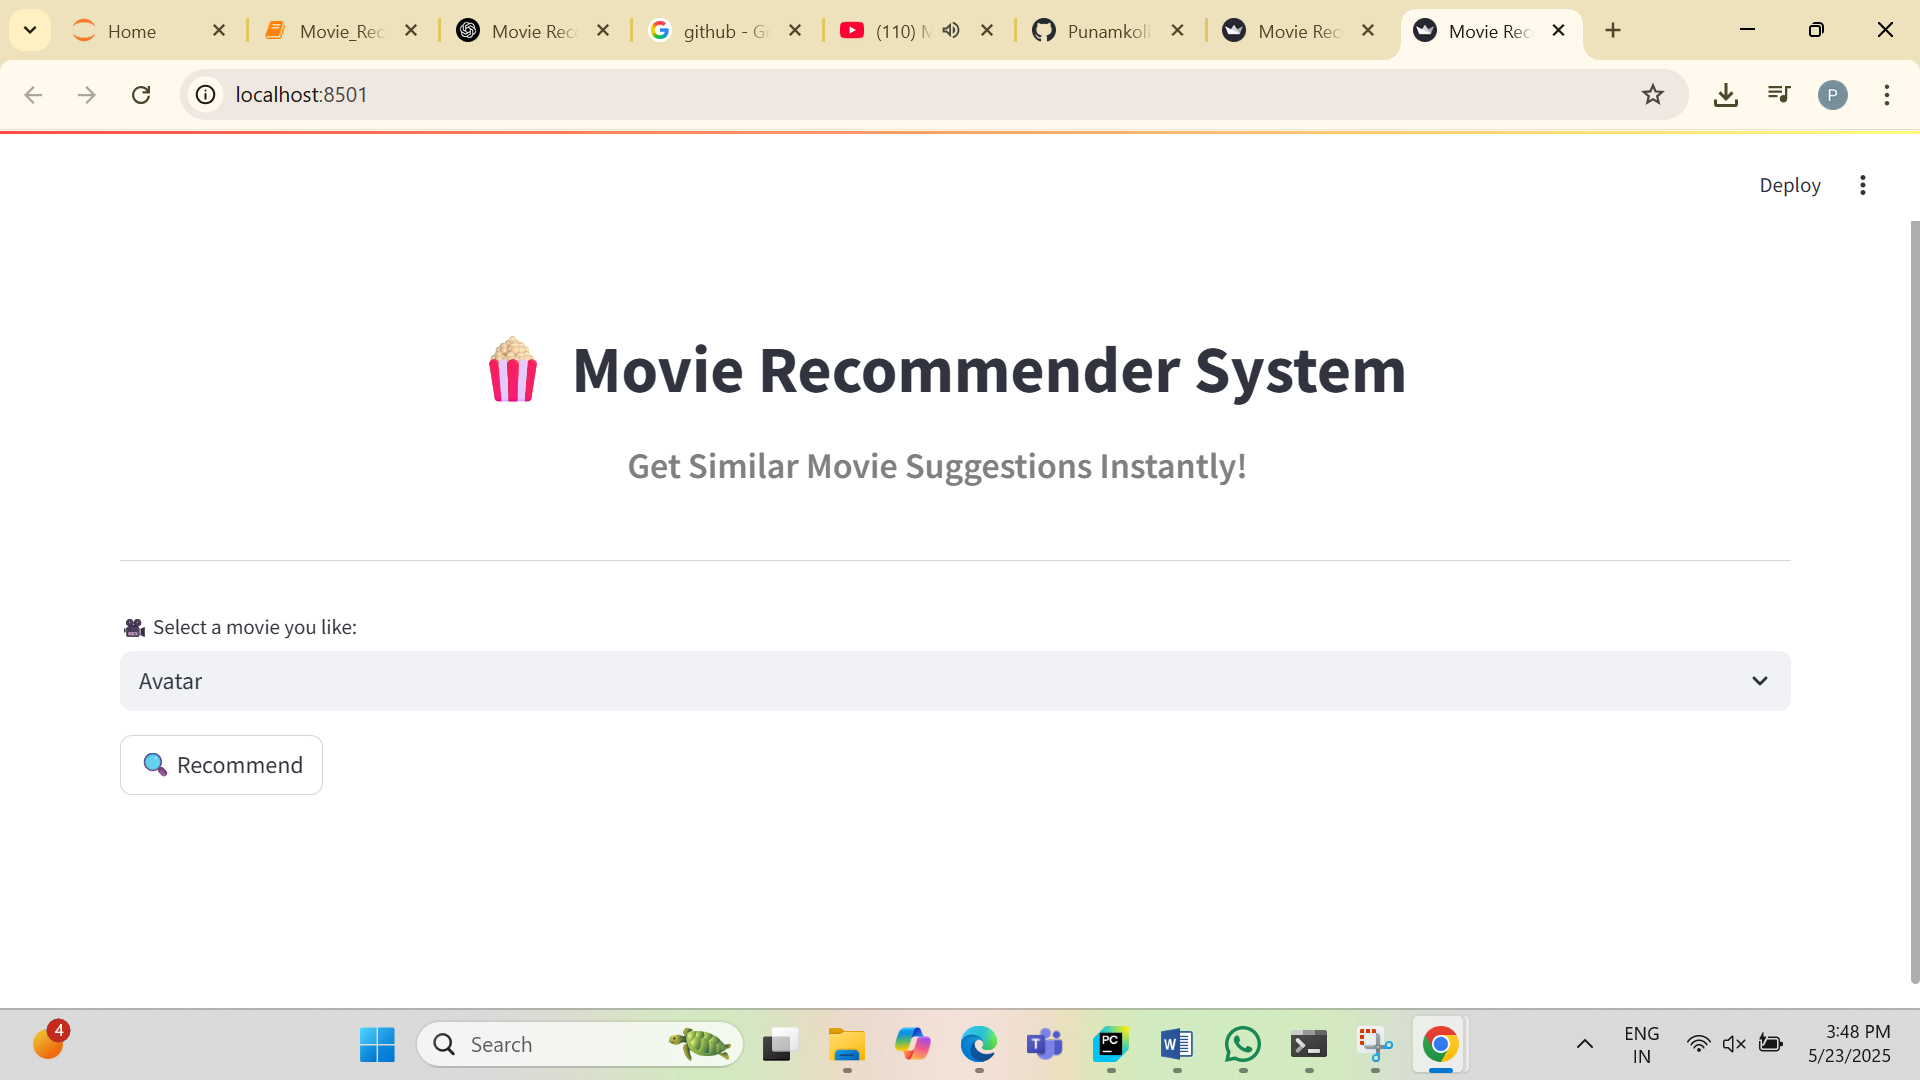 Home
Movie_Rec
Movie Rec
github - Go
(110) M
Punamkoli
Movie Rec
Movie Rec
localhost:8501
P
Deploy
Movie Recommender System
Get Similar Movie Suggestions Instantly!
Select a movie you like:
Avatar
Recommend
4
Search
T
PC
W
ENG
IN
3:48 PM
5/23/2025